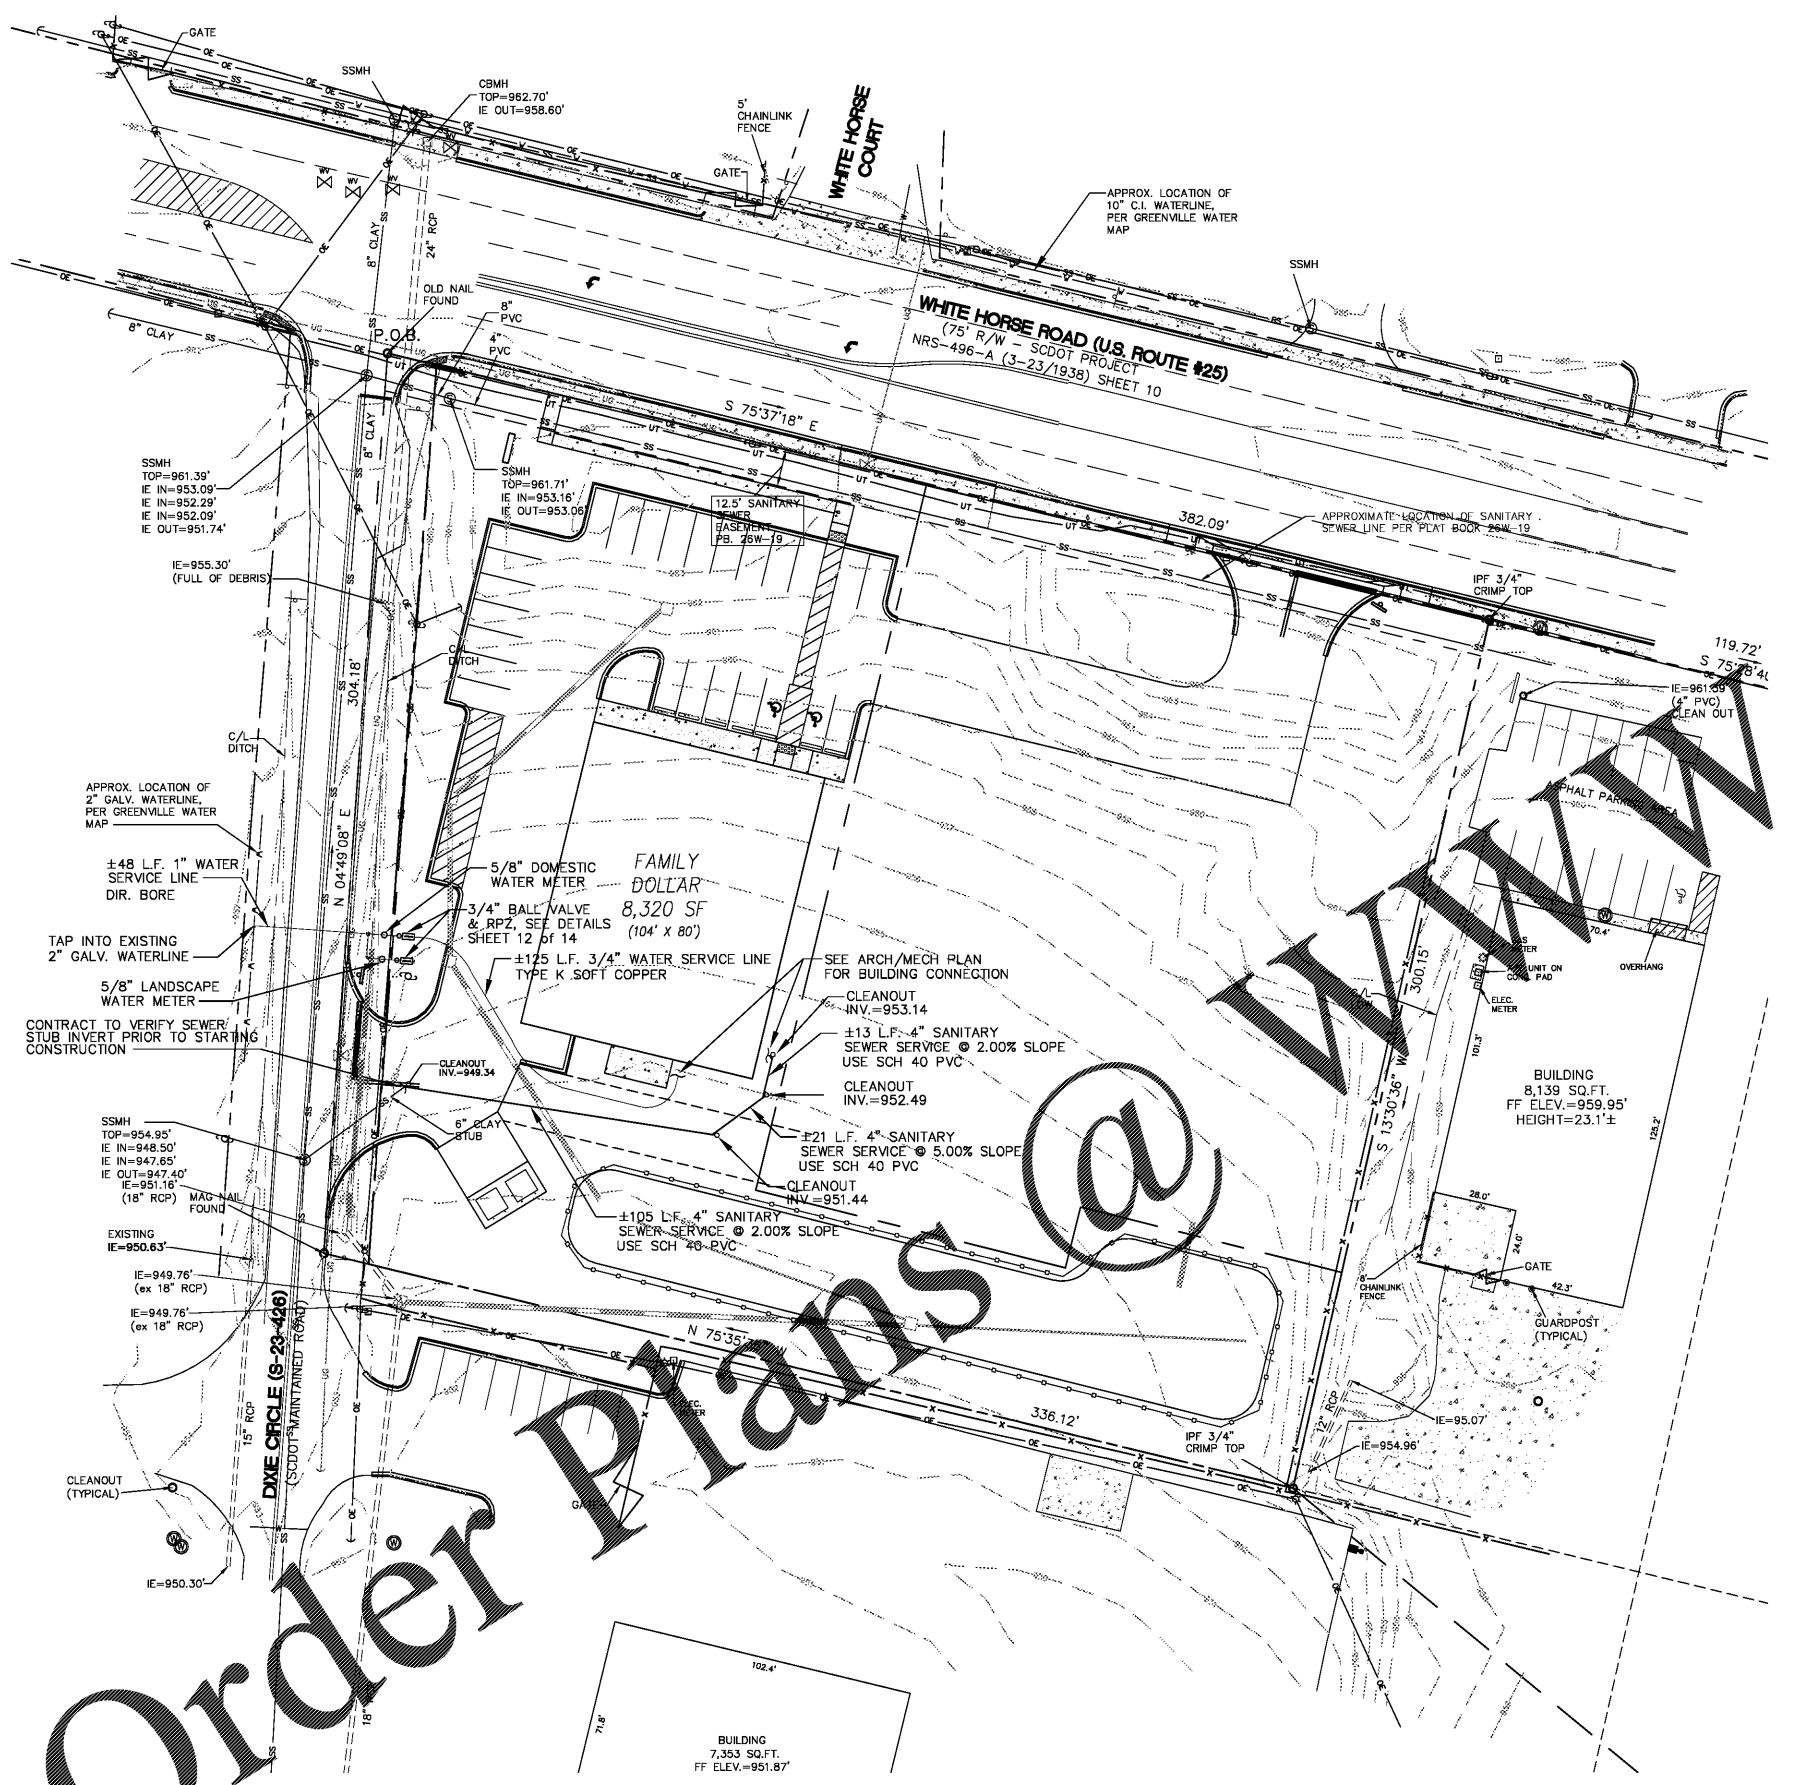 GATE
SSMH
CBMH
TOP=962.70'
IE OUT=958.60'
5'
CHAINLINK
FENCE
GATE
WHITE HORSE
COURT
APPROX. LOCATION OF
10" C.I. WATERLINE,
PER GREENVILLE WATER
MAP
SSMH
8" CLAY
24" RCP
OLD NAIL
FOUND
8"
PVC
4"
PVC
8" CLAY
P.O.B.
WHITE HORSE ROAD (U.S. ROUTE #25)
(75' R/W - SCDOT PROJECT
NRS-496-A (3-23/1938) SHEET 10
S 75°37'18" E
8" CLAY
SSMH
TOP=961.39'
IE IN=953.09'
IE IN=952.29'
IE IN=952.09'
IE OUT=951.74'
SSMH
TOP=961.71'
IE IN=953.16'
IE OUT=953.06'
12.5' SANITARY
SEWER
EASEMENT
PB. 26W-19
382.09'
APPROXIMATE LOCATION OF SANITARY
SEWER LINE PER PLAT BOOK 26W-19
IE=955.30'
(FULL OF DEBRIS)
IPF 3/4"
CRIMP TOP
119.72'
IE=961.39'
(4" PVC)
CLEAN OUT
C/L
DITCH
304.18'
C/L
DITCH
APPROX. LOCATION OF
2" GALV. WATERLINE,
PER GREENVILLE WATER
MAP
ASPHALT PARKING AREA
±48 L.F. 1" WATER
SERVICE LINE
DIR. BORE
N 04°49'08" E
5/8" DOMESTIC
WATER METER
FAMILY
DOLLAR
8,320 SF
(104' X 80')
3/4" BALL VALVE
& RPZ, SEE DETAILS
SHEET 12 of 14
TAP INTO EXISTING
2" GALV. WATERLINE
±125 L.F. 3/4" WATER SERVICE LINE
TYPE K SOFT COPPER
SEE ARCH/MECH PLAN
FOR BUILDING CONNECTION
70.4'
OVERHANG
300.15'
ELEC.
METER
5/8" LANDSCAPE
WATER METER
CLEANOUT
INV.=953.14
CONTRACT TO VERIFY SEWER
STUB INVERT PRIOR TO STARTING
CONSTRUCTION
±13 L.F. 4" SANITARY
SEWER SERVICE @ 2.00% SLOPE
USE SCH 40 PVC
101.3'
CLEANOUT
INV.=949.34
CLEANOUT
INV.=952.49
BUILDING
8,139 SQ.FT.
FF ELEV.=959.95'
HEIGHT=23.1'±
S 13°30'36" W
125.2'
SSMH
TOP=954.95'
IE IN=948.50'
IE IN=947.65'
IE OUT=947.40'
6" CLAY
STUB
±21 L.F. 4" SANITARY
SEWER SERVICE @ 5.00% SLOPE
USE SCH 40 PVC
IE=951.16'
(18" RCP)
MAG NAIL
FOUND
CLEANOUT
INV.=951.44
28.0'
24.0'
±105 L.F. 4" SANITARY
SEWER SERVICE @ 2.00% SLOPE
USE SCH 40 PVC
EXISTING
IE=950.63'
GATE
CHAINLINK
FENCE
42.3'
IE=949.76"
(ex 18" RCP)
IE=949.76"
(ex 18" RCP)
GUARDPOST
(TYPICAL)
DIXIE CIRCLE (S-23-426)
(SCDOT MAINTAINED ROAD)
336.12'
15" RCP
12" RCP
IPF 3/4"
CRIMP TOP
IE=95.07'
IE=954.96'
CLEANOUT
(TYPICAL)
IE=950.30'
102.4'
71.8'
18"
BUILDING
7,353 SQ.FT.
FF ELEV.=951.87'
Order Plans @ WWW